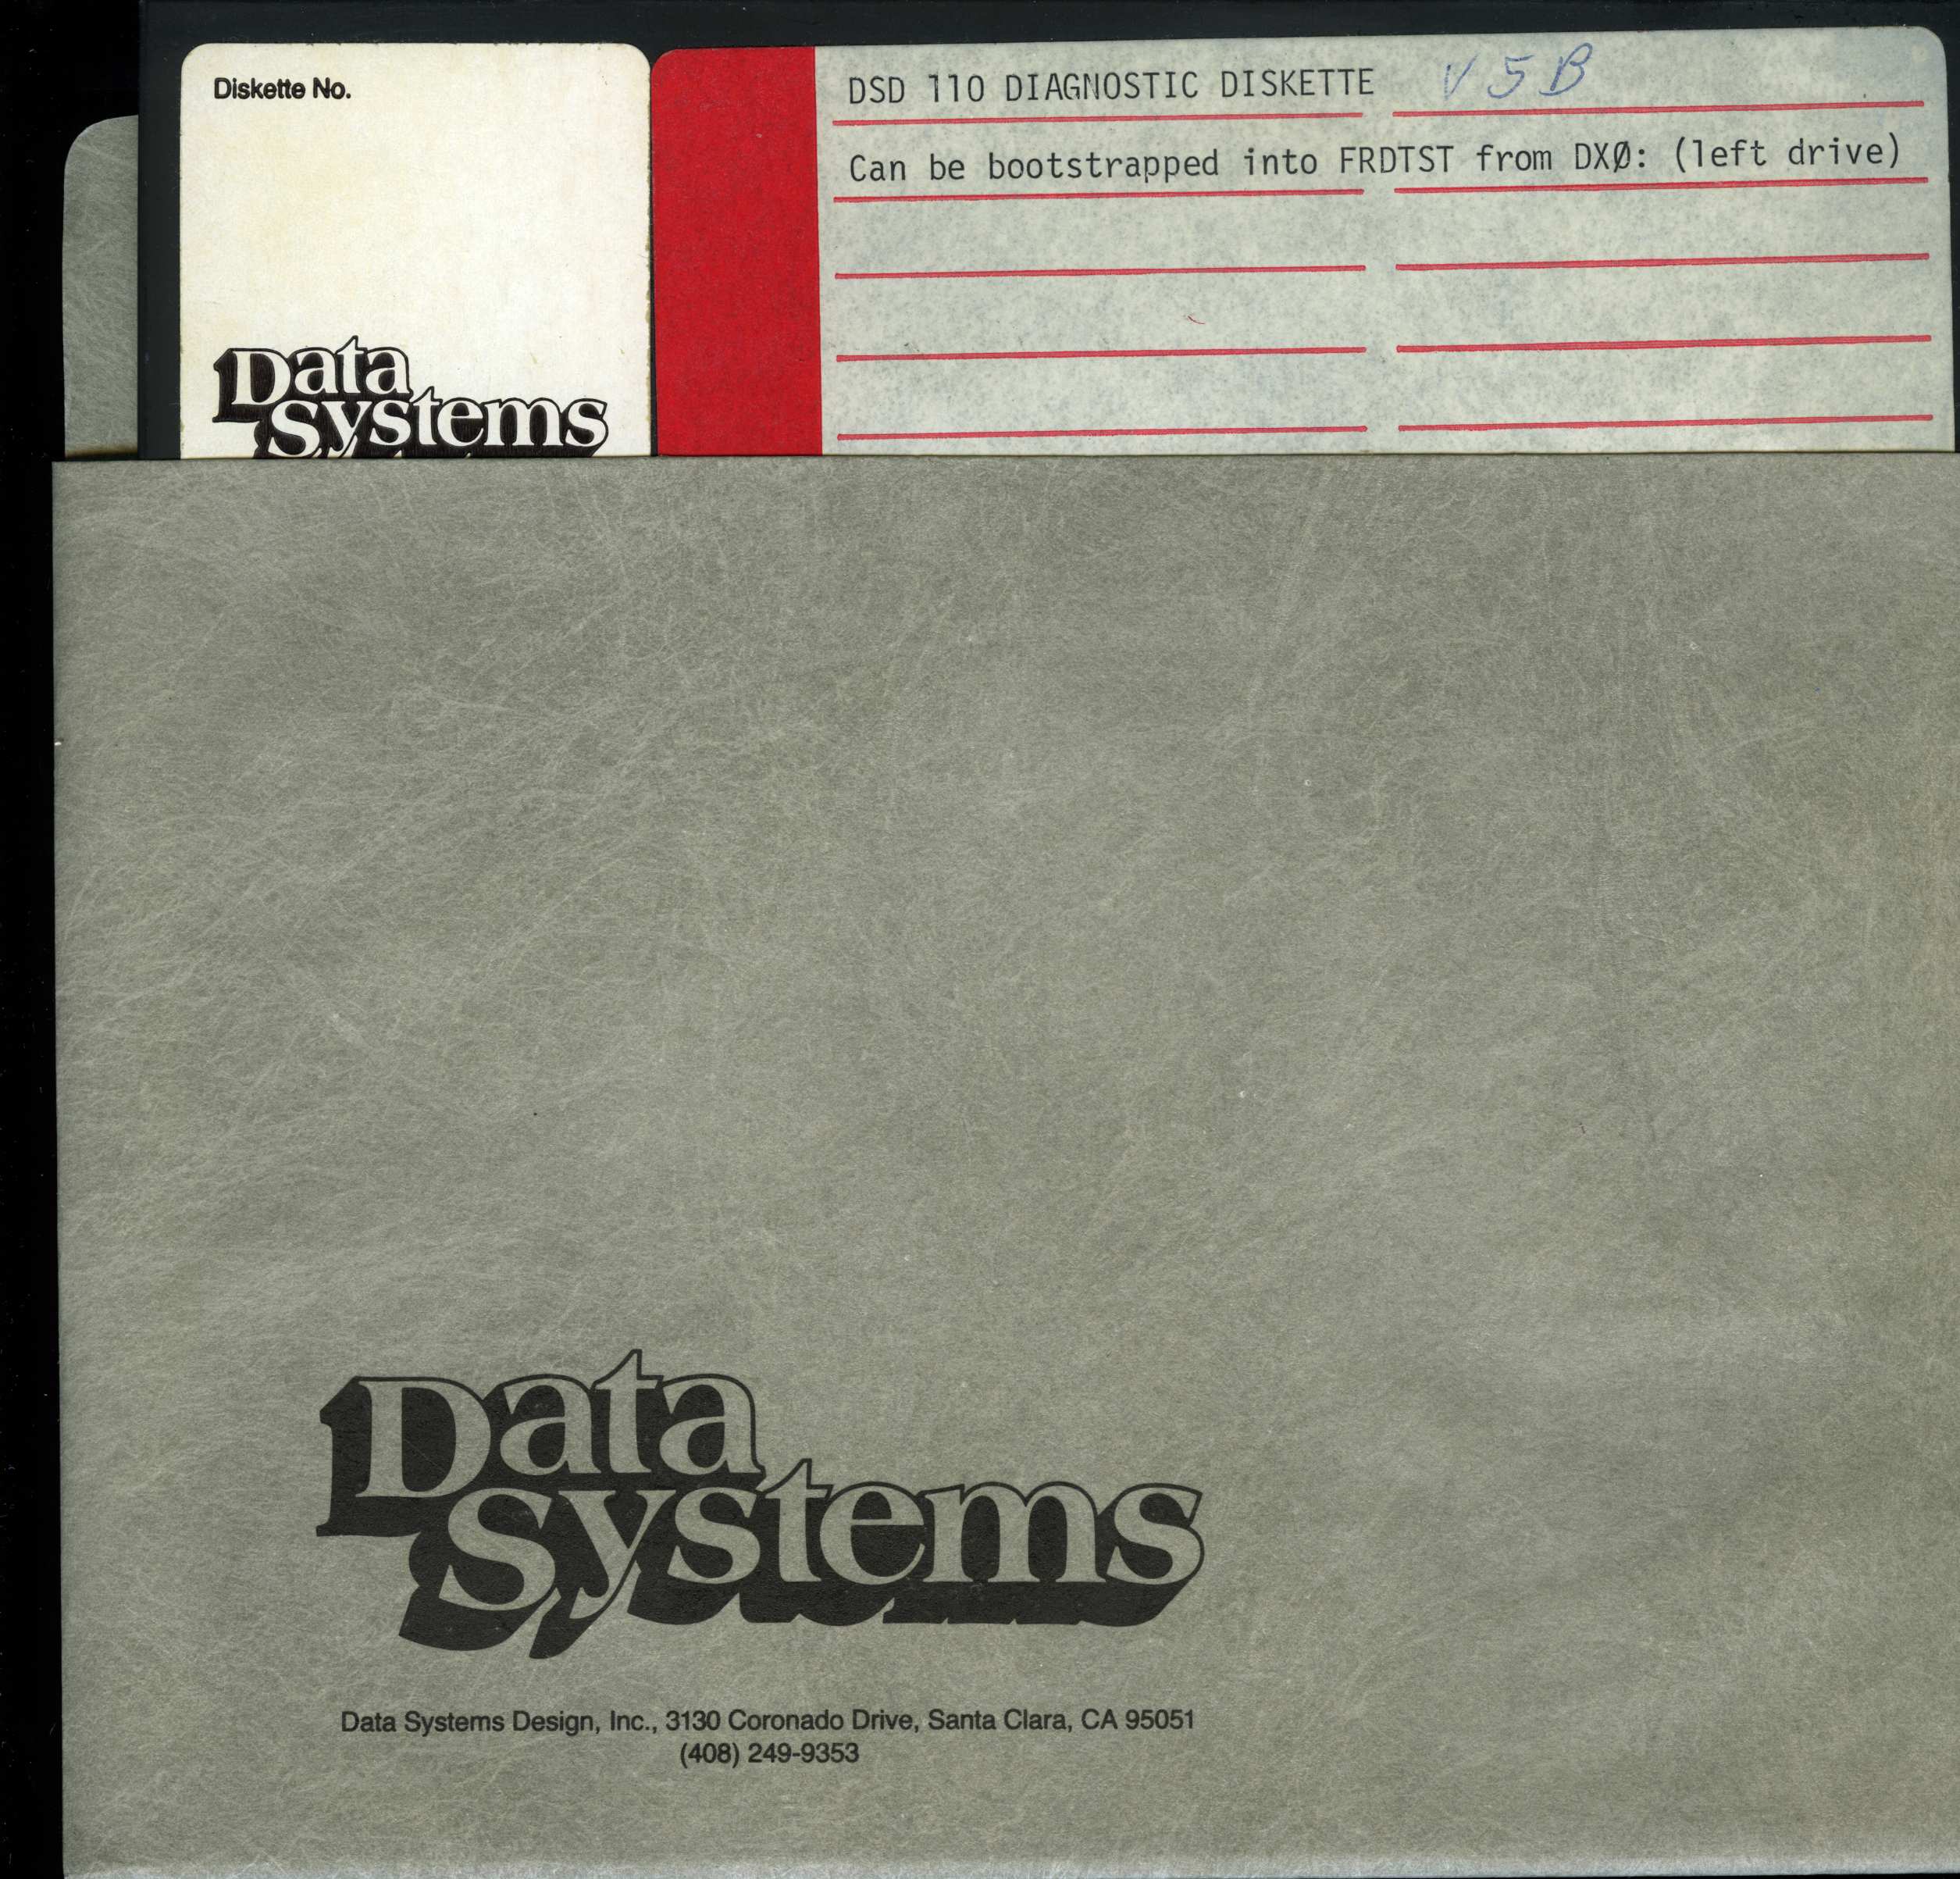 Diskette No.
Data
systems
DSD 110 DIAGNOSTIC DISKETTE V5B
Can be bootstrapped into FRDTST from DXØ: (left drive)
Data
systems
Data Systems Design, Inc., 3130 Coronado Drive, Santa Clara, CA 95051
(408) 249-9353